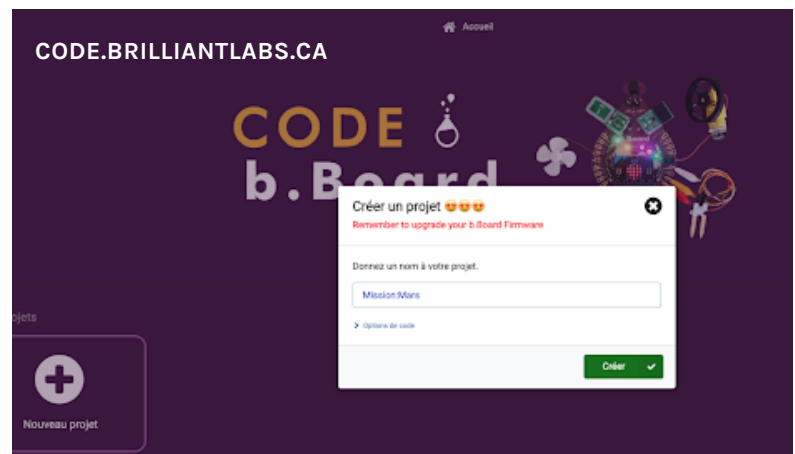 Accueil
CODE.BRILLIANTLABS.CA
CODE
b.Board
Créer un projet 😍😍😍
Remember to upgrade your b.Board Firmware
Donnez un nom à votre projet.
Mission:Mars
Options de code
Créer
ojets
Nouveau projet